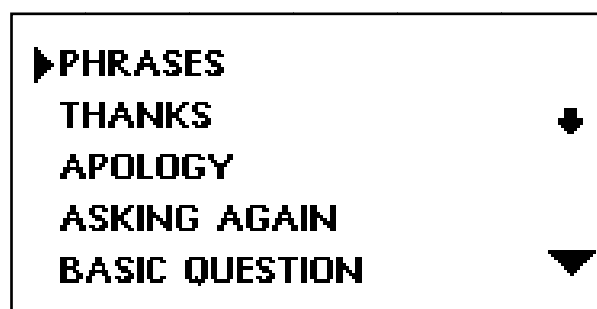 PHRASES
THANKS
APOLOGY
ASKING AGAIN
BASIC QUESTION